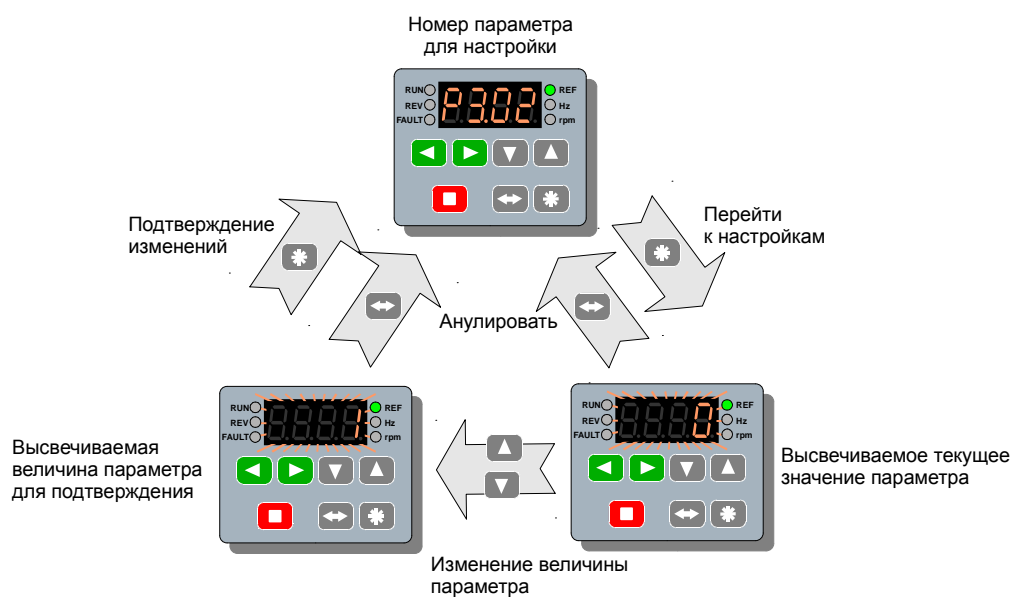 Номер параметра
для настройки
RUN
REV
FAULT
P3.02
REF
Hz
rpm
Подтверждение
изменений
Перейти
к настройкам
Анулировать
RUN
REV
FAULT
1
REF
Hz
rpm
RUN
REV
FAULT
0
REF
Hz
rpm
Высвечиваемая
величина параметра
для подтверждения
Высвечиваемое текущее
значение параметра
Изменение величины
параметра